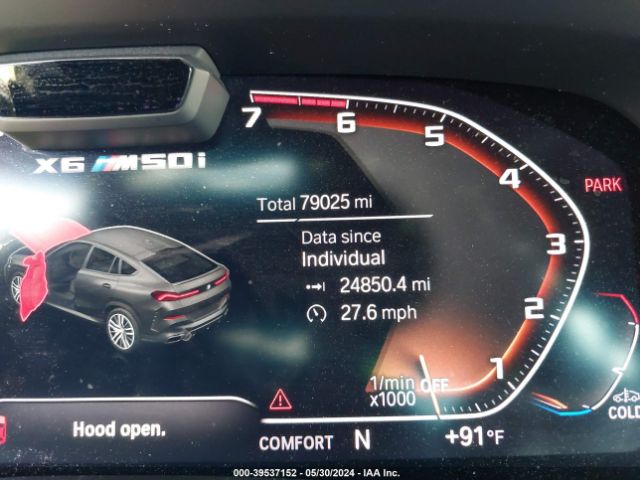 X6 M50i
7 6 5 4 3 2 1
PARK
Total 79025 mi
Data since
Individual
24850.4 mi
27.6 mph
1/min OFF
x1000
COLD
Hood open.
COMFORT N +91°F
000-39537152 - 05/30/2024 - IAA Inc.